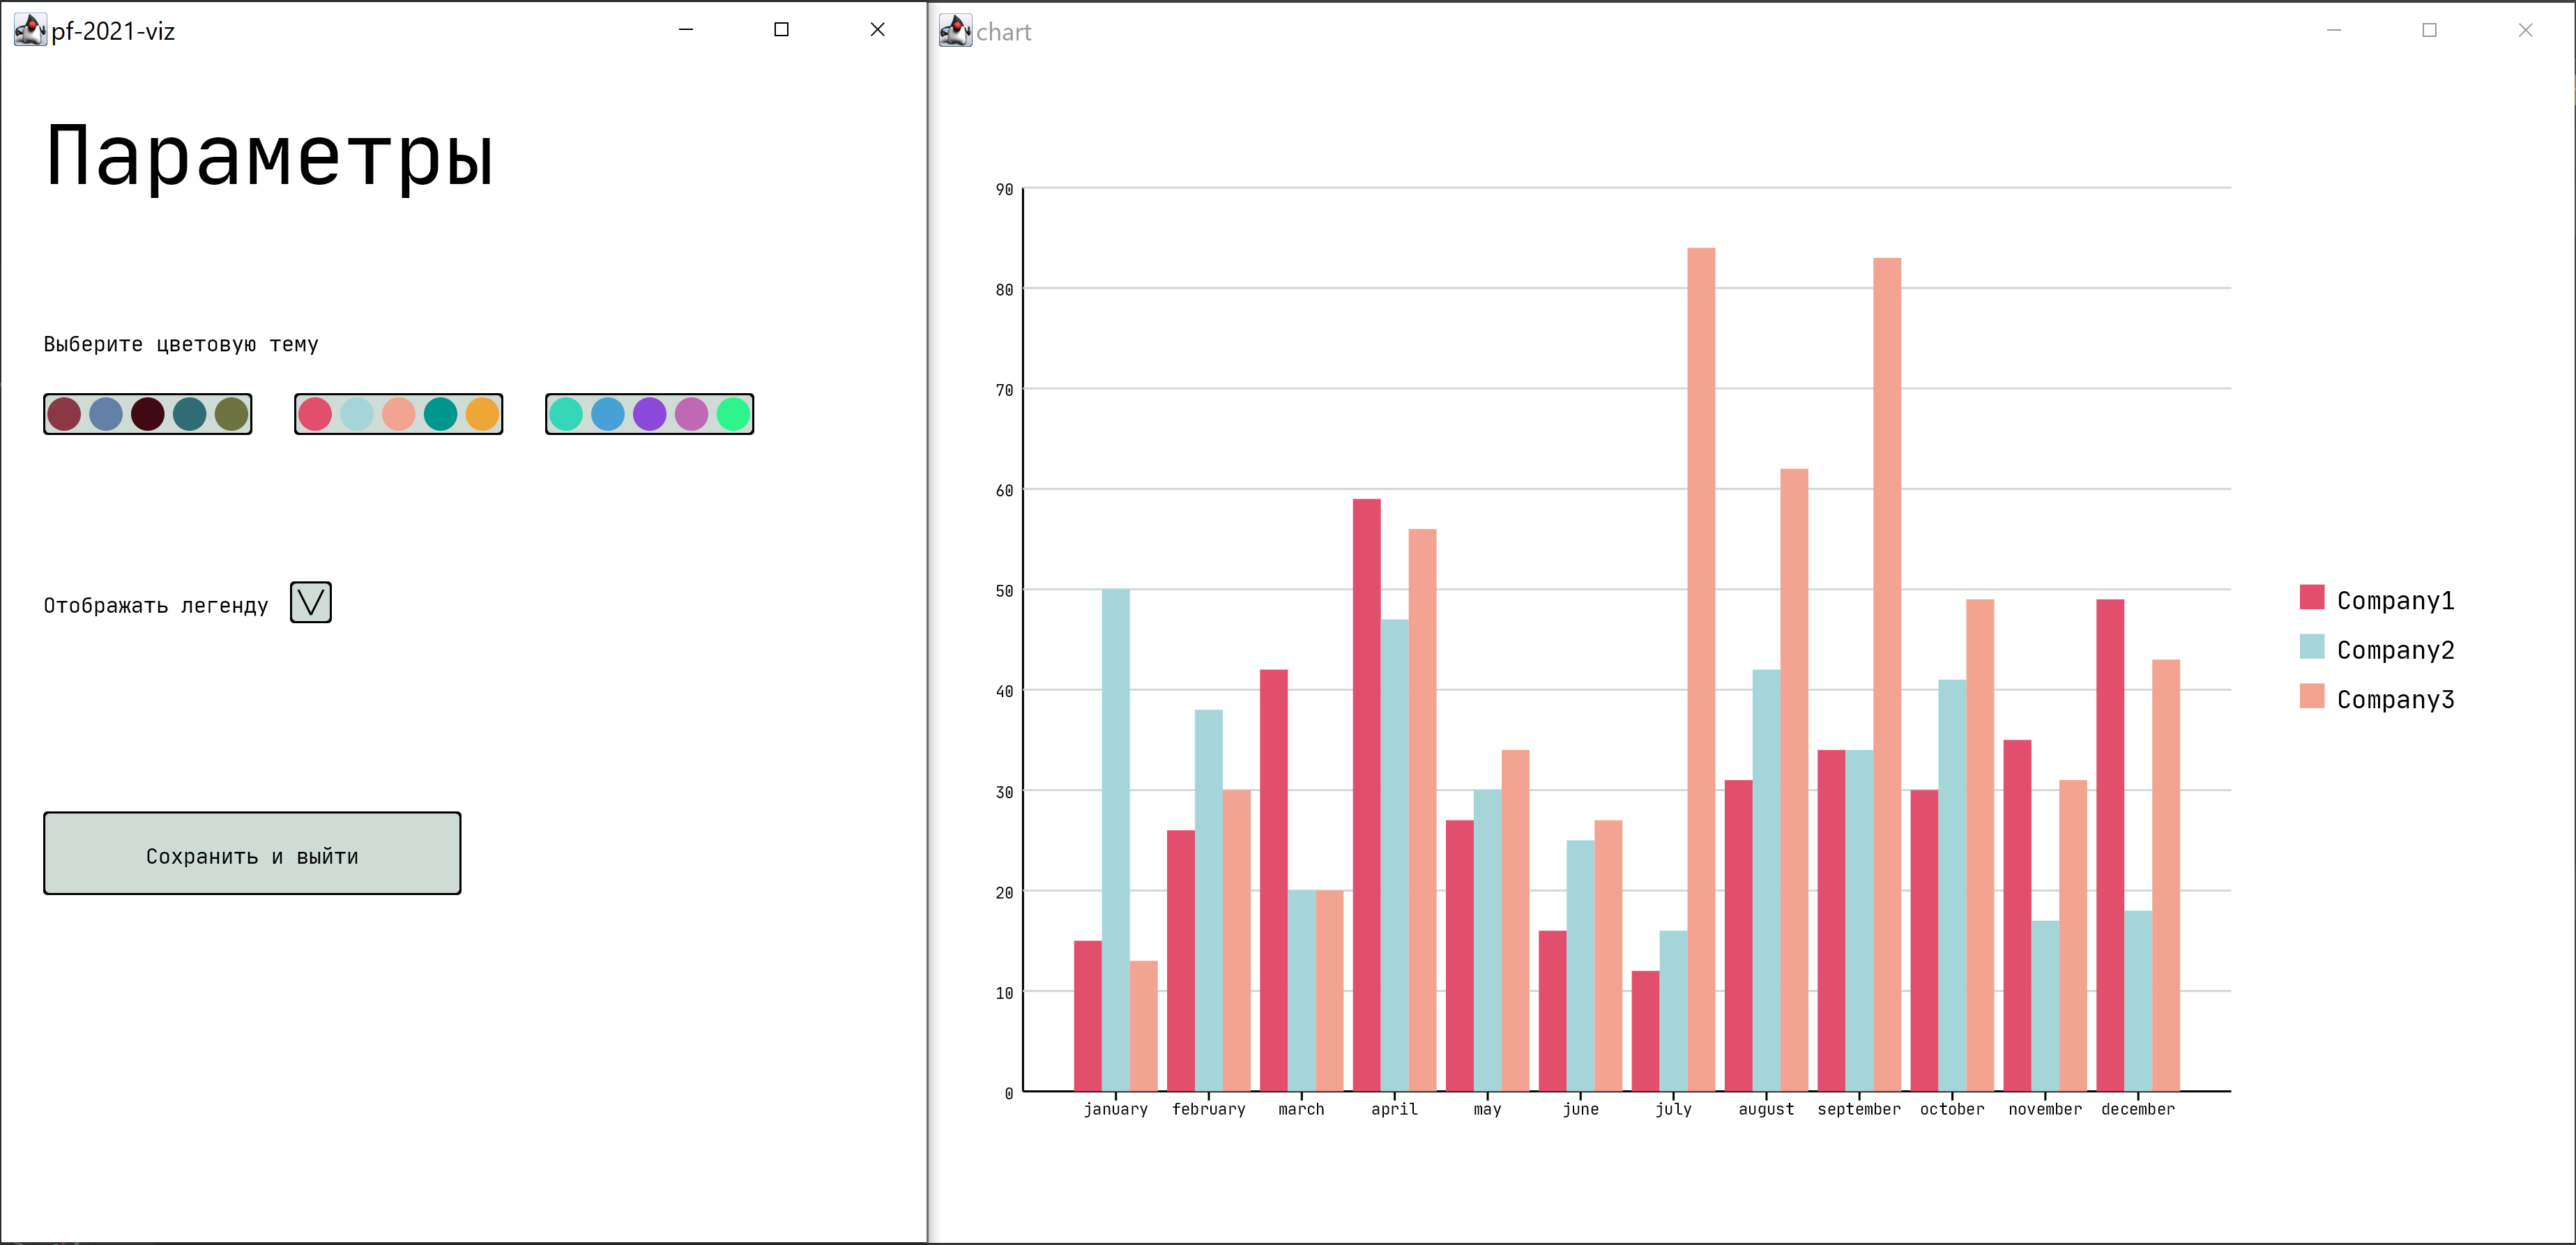 pf-2021-viz
Параметры
Выберите цветовую тему
Отображать легенду
Сохранить и выйти
chart
90
80
70
60
50
40
30
20
10
0
january february march april may june july august september october november december
Company1
Company2
Company3